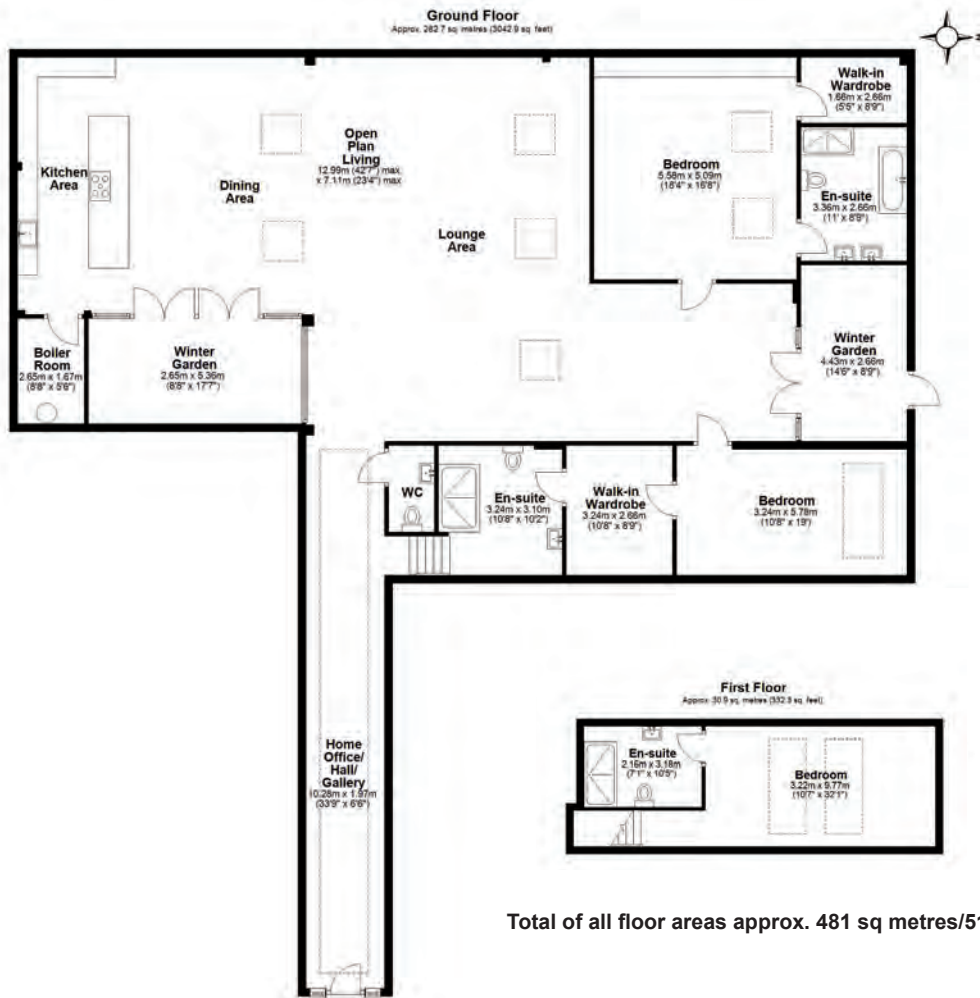 Ground Floor
Approx. 282.7 sq. metres (3042.9 sq. feet)
Walk-in
Wardrobe
1.66m x 2.66m
(5'5" x 8'9")
Open
Plan
Living
12.99m (42'7") max
x 7.11m (23'4") max
Kitchen
Area
Dining
Area
Lounge
Area
Bedroom
5.58m x 5.09m
(18'4" x 16'8")
En-suite
3.36m x 2.66m
(11' x 8'9")
Boiler
Room
2.65m x 1.67m
(8'8" x 5'6")
Winter
Garden
2.65m x 5.36m
(8'8" x 17'7")
Winter
Garden
4.43m x 2.66m
(14'6" x 8'9")
WC
En-suite
3.24m x 3.10m
(10'8" x 10'2")
Walk-in
Wardrobe
3.24m x 2.66m
(10'8" x 8'9")
Bedroom
3.24m x 5.78m
(10'8" x 19')
Home
Office/
Hall/
Gallery
10.28m x 1.97m
(33'9" x 6'6")
First Floor
Approx. 30.9 sq. metres (332.3 sq. feet)
En-suite
2.16m x 3.18m
(7'1" x 10'5")
Bedroom
3.22m x 9.77m
(10'7" x 32'1")
Total of all floor areas approx. 481 sq metres/51